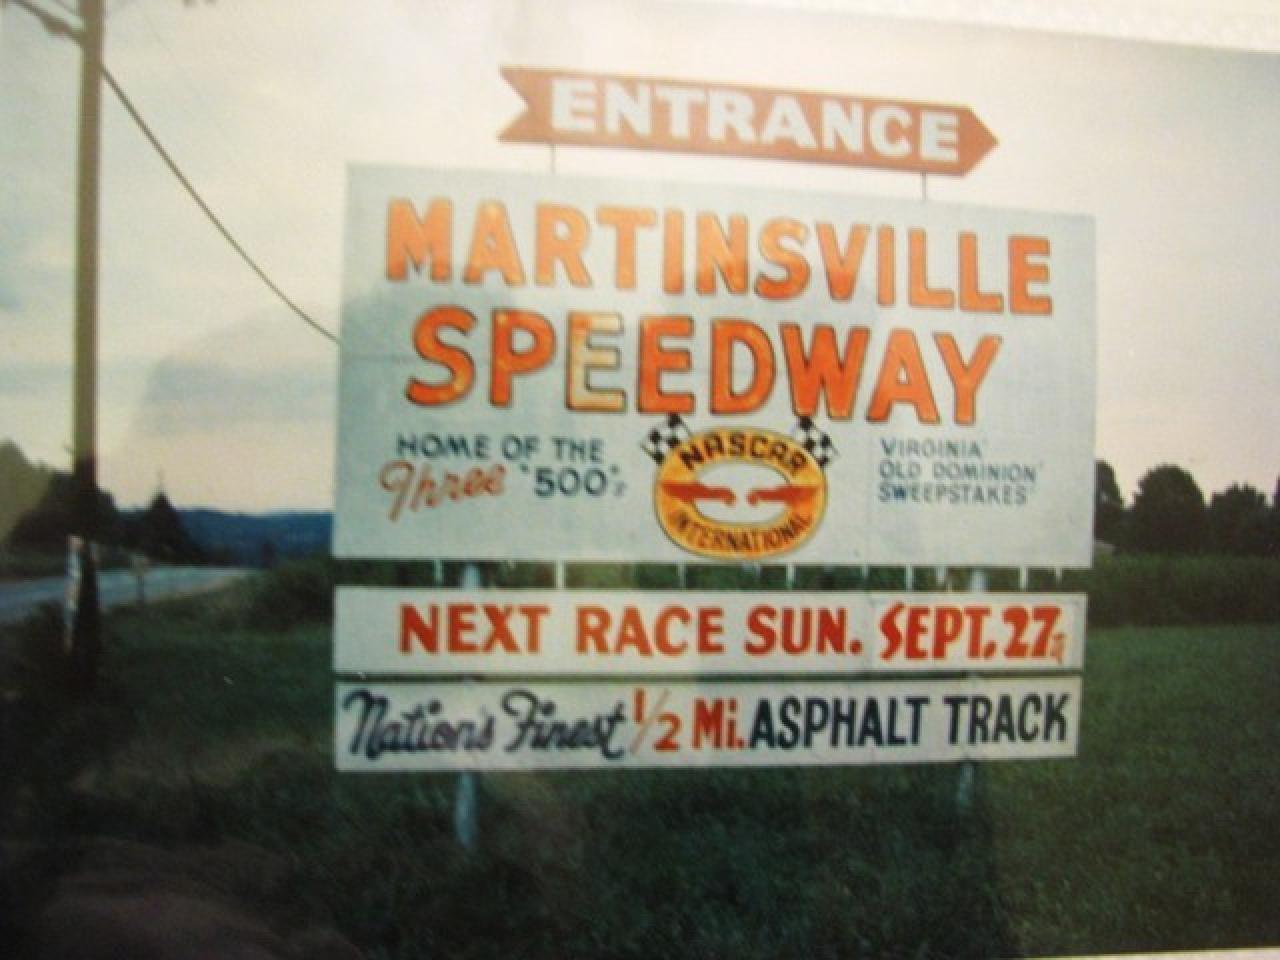 ENTRANCE
MARTINSVILLE
SPEEDWAY
HOME OF THE
Three "500's
NASCAR
INTERNATIONAL
VIRGINIA
OLD DOMINION
SWEEPSTAKES
NEXT RACE SUN. SEPT. 27
Nation's Finest 1/2 Mi. ASPHALT TRACK